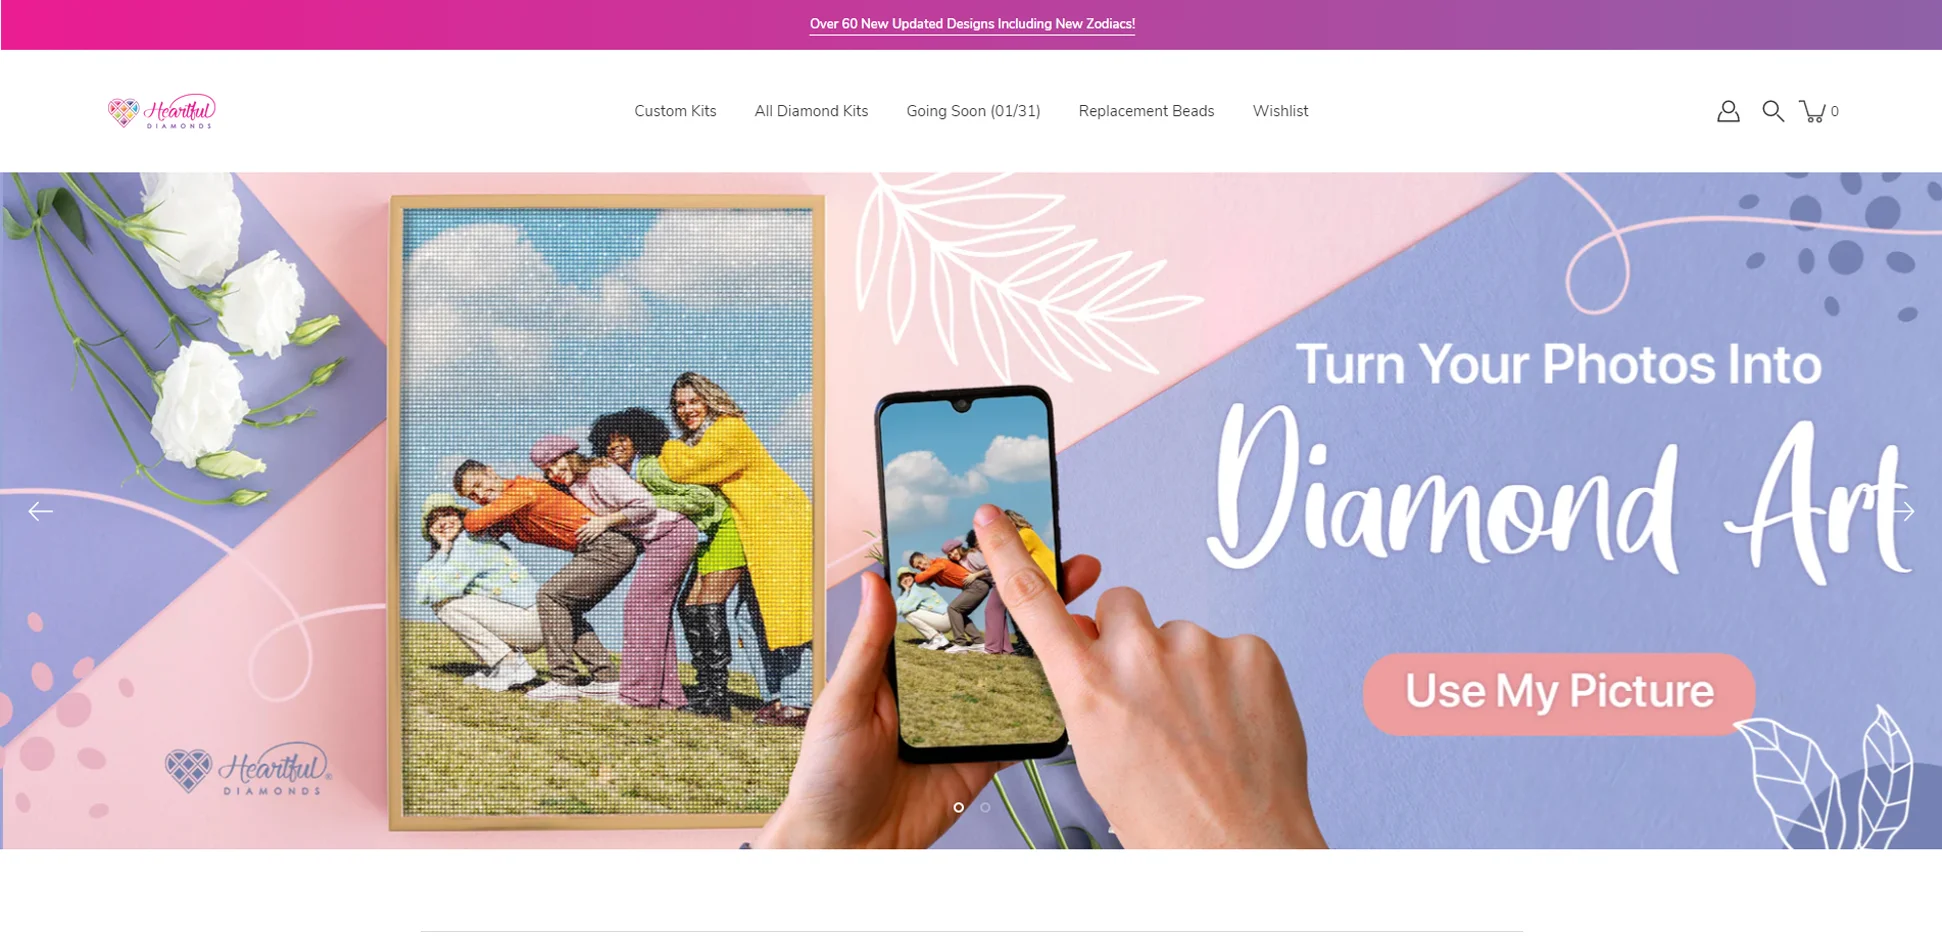 Over 60 New Updated Designs Including New Zodiacs!
Heartful
DIAMONDS
Custom Kits
All Diamond Kits
Going Soon (01/31)
Replacement Beads
Wishlist
0
Turn Your Photos Into
Diamond Art
Use My Picture
Heartful®
DIAMONDS